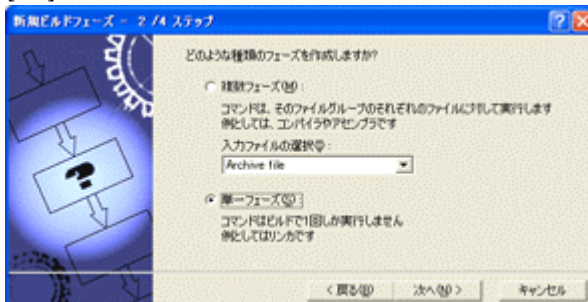 新規ビルドフェーズ - 2/4 ステップ
どのような種類のフェーズを作成しますか?
複数フェーズ(M) :
コマンドは、そのファイルグループのそれぞれのファイルに対して実行します
例としては、コンパイラやアセンブラです
入力ファイルの選択(I):
Archive file
単一フェーズ(S) :
コマンドはビルドで1回しか実行しません
例としてはリンカです
?
< 戻る(B)
次へ(N) >
キャンセル